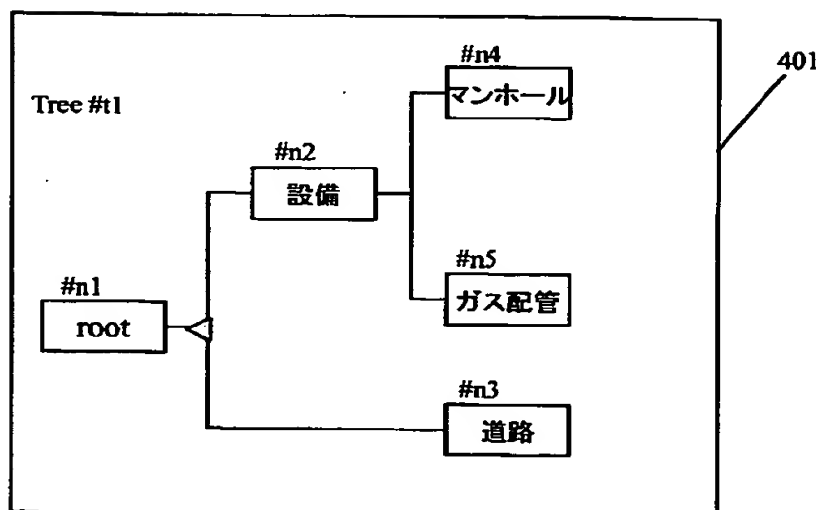 401
Tree #t1
#n4
マンホール
#n2
設備
#n5
ガス配管
#n1
root
#n3
道路